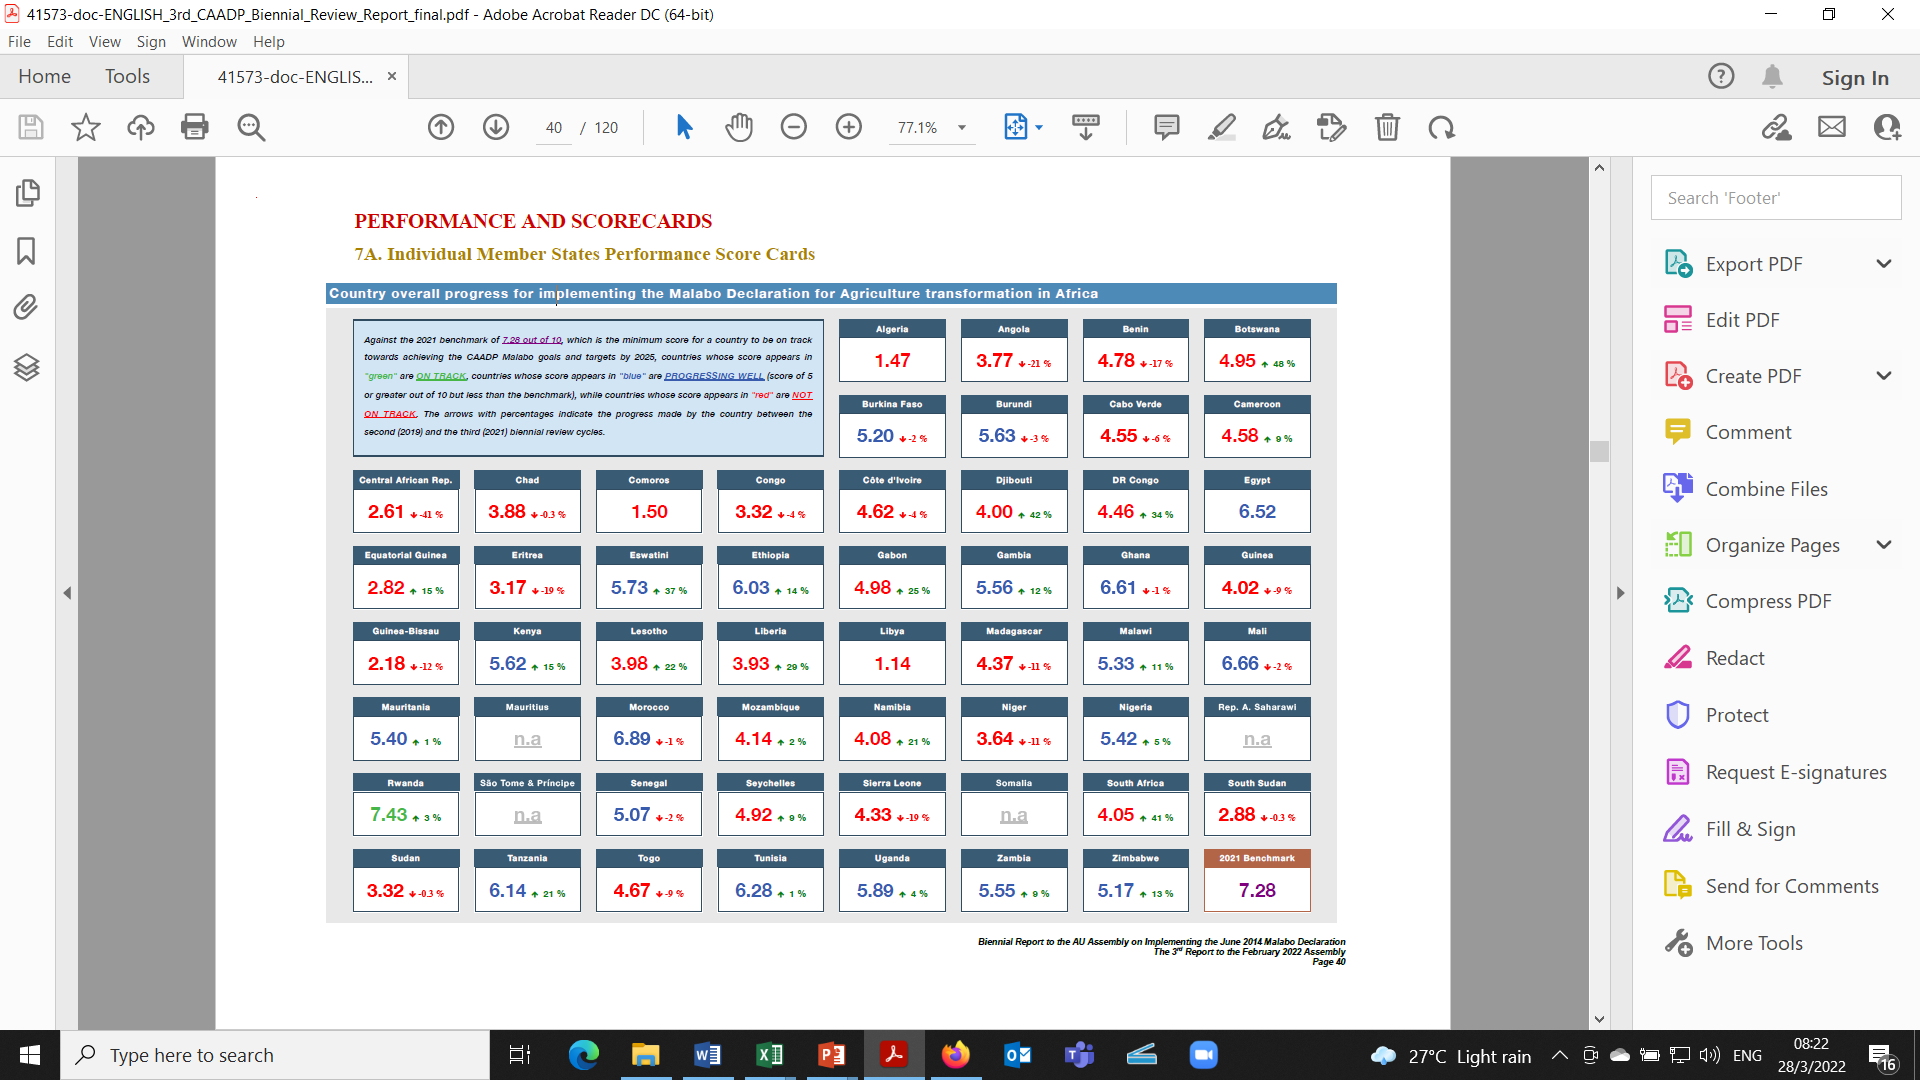 41573-doc-ENGLISH_3rd_CAADP_Biennial_Review_Report_final.pdf - Adobe Acrobat Reader DC (64-bit)
File Edit View Sign Window Help
Home Tools 41573-doc-ENGLIS... × Sign In
40 / 120 77.1%
PERFORMANCE AND SCORECARDS
7A. Individual Member States Performance Score Cards
Country overall progress for implementing the Malabo Declaration for Agriculture transformation in Africa
Against the 2021 benchmark of 7.28 out of 10, which is the minimum score for a country to be on track
towards achieving the CAADP Malabo goals and targets by 2025, countries whose score appears in
"green" are ON TRACK, countries whose score appears in "blue" are PROGRESSING WELL (score of 5
or greater out of 10 but less than the benchmark), while countries whose score appears in "red" are NOT
ON TRACK. The arrows with percentages indicate the progress made by the country between the
second (2019) and the third (2021) biennial review cycles.
Algeria Angola Benin Botswana
1.47 3.77 -21 % 4.78 -17 % 4.95 48 %
Burkina Faso Burundi Cabo Verde Cameroon
5.20 -2 % 5.63 -3 % 4.55 -6 % 4.58 9 %
Central African Rep. Chad Comoros Congo Côte d'Ivoire Djibouti DR Congo Egypt
2.61 -41 % 3.88 -0.3 % 1.50 3.32 -4 % 4.62 -4 % 4.00 42 % 4.46 34 % 6.52
Equatorial Guinea Eritrea Eswatini Ethiopia Gabon Gambia Ghana Guinea
2.82 15 % 3.17 -19 % 5.73 37 % 6.03 14 % 4.98 25 % 5.56 12 % 6.61 -1 % 4.02 -9 %
Guinea-Bissau Kenya Lesotho Liberia Libya Madagascar Malawi Mali
2.18 -12 % 5.62 15 % 3.98 22 % 3.93 29 % 1.14 4.37 -11 % 5.33 11 % 6.66 -2 %
Mauritania Mauritius Morocco Mozambique Namibia Niger Nigeria Rep. A. Saharawi
5.40 1 % n.a 6.89 -1 % 4.14 2 % 4.08 21 % 3.64 -11 % 5.42 5 % n.a
Rwanda São Tome & Príncipe Senegal Seychelles Sierra Leone Somalia South Africa South Sudan
7.43 3 % n.a 5.07 -2 % 4.92 9 % 4.33 -19 % n.a 4.05 41 % 2.88 -0.3 %
Sudan Tanzania Togo Tunisia Uganda Zambia Zimbabwe 2021 Benchmark
3.32 -0.3 % 6.14 21 % 4.67 -9 % 6.28 1 % 5.89 4 % 5.55 9 % 5.17 13 % 7.28
Biennial Report to the AU Assembly on Implementing the June 2014 Malabo Declaration
The 3rd Report to the February 2022 Assembly
Page 40
Search 'Footer'
Export PDF
Edit PDF
Create PDF
Comment
Combine Files
Organize Pages
Compress PDF
Redact
Protect
Request E-signatures
Fill & Sign
Send for Comments
More Tools
Type here to search
27°C Light rain
ENG
08:22
28/3/2022
16